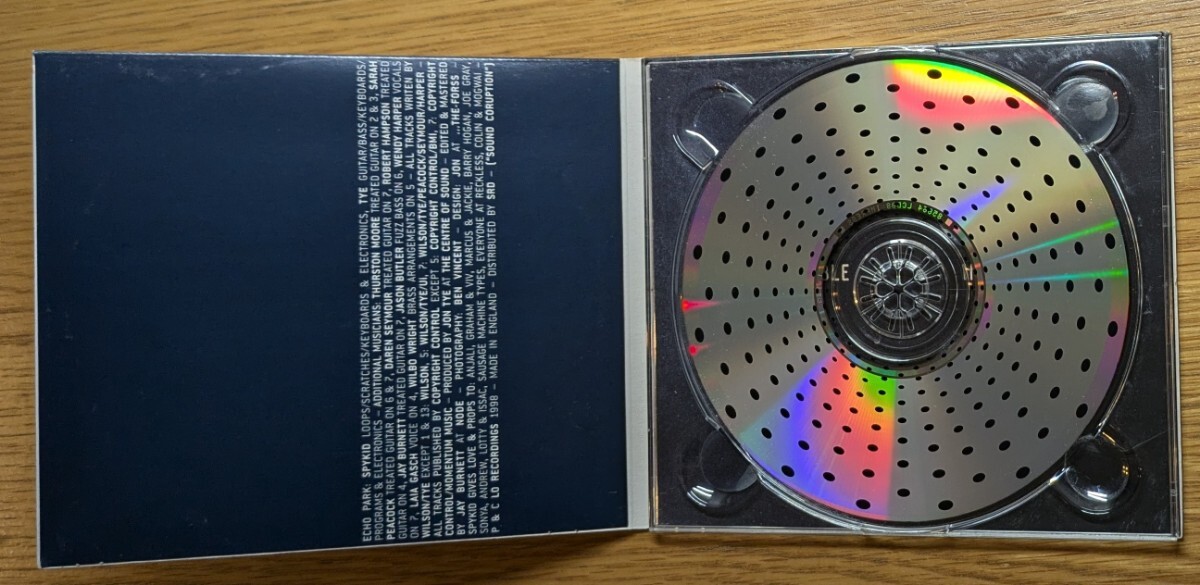 ECHO PARK: SPYKID LOOPS/SCRATCHES/KEYBOARDS & ELECTRONICS, TYE GUITAR/BASS/KEYBOARDS/
PROGRAMS & ELECTRONICS – ADDITIONAL MUSICIANS: THURSTON MOORE TREATED GUITAR ON 2 & 3, SARAH
PEACOCK TREATED GUITAR ON 6 & 7, DAREN SEYMOUR TREATED GUITAR ON 7, ROBERT HAMPSON TREATED
GUITAR ON 4, JAY BURNETT TREATED GUITAR ON 7, JASON BUTLER FUZZ BASS ON 6, WENDY HARPER VOCALS
ON 7, LAIA GASCH VOICE ON 4, WILBO WRIGHT BRASS ARRANGEMENTS ON 5 – ALL TRACKS WRITEN BY
WILSON/TYE EXCEPT 1 & 13: WILSON, 5: WILSON/TYE/UI, 7: WILSON/TYE/PEACOCK/SEYMOUR/HARPER –
ALL TRACKS PUBLISHED BY COPYRIGHT CONTROL EXCEPT 5: COPYRIGHT CONTROL/BMI, 7: COPYRIGHT
CONTROL/MOMENTUM MUSIC – PRODUCED BY JON TYE AT THE CENTRE OF SOUND – EDITED & MASTERED
BY JAY BURNETT AT NODE – PHOTOGRAPHY: BEN VINCENT – DESIGN: JON AT ...THE-FORSS –
SPYKID GIVES LOVE & PROPS TO: ANJALI, GRAHAM & VIV, MARCUS & JACKIE, BARRY HOGAN, JOE GRAY,
SONYA, ANDREW, LOTTY & ISSAC, SAUSAGE MACHINE TYPES, EVERYONE AT RECKLESS, COLIN & MOGWAI –
P & C LO RECORDINGS 1998 – MADE IN ENGLAND – DISTRIBUTED BY SRD – ["SOUND CORUPTION"]